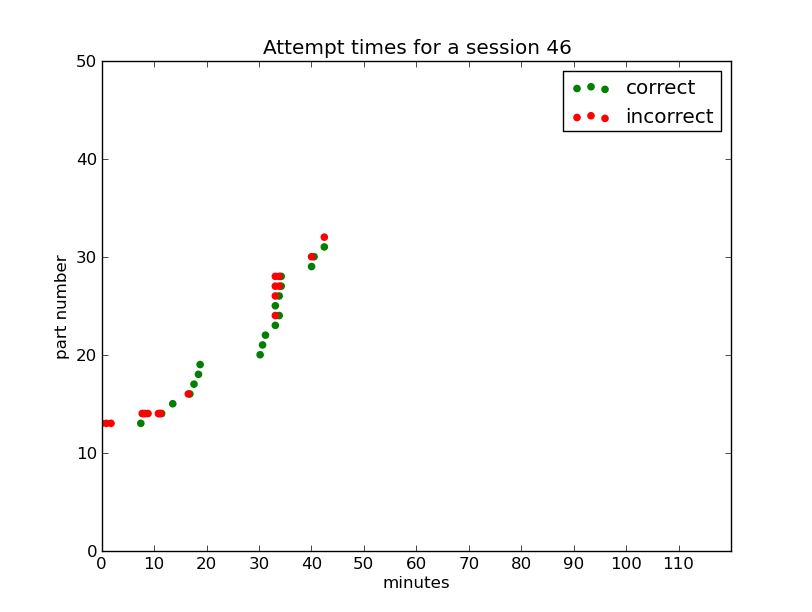 Attempt times for a session 46
correct
incorrect
50
40
30
20
10
0
part number
0 10 20 30 40 50 60 70 80 90 100 110
minutes